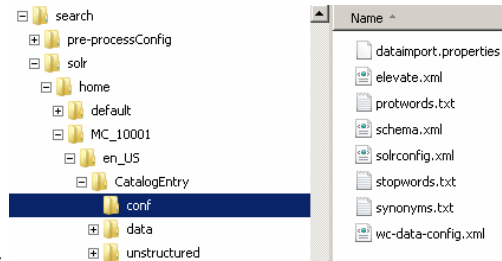 search
pre-processConfig
solr
home
default
MC_10001
en_US
CatalogEntry
conf
data
unstructured
Name
dataimport.properties
elevate.xml
protwords.txt
schema.xml
solrconfig.xml
stopwords.txt
synonyms.txt
wc-data-config.xml